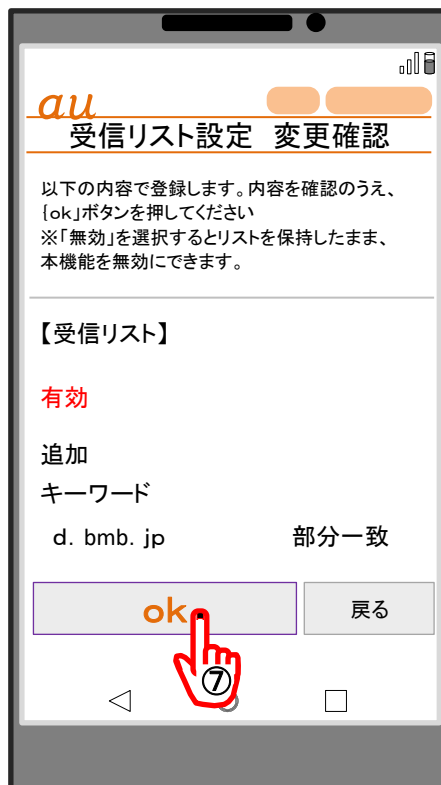 au
受信リスト設定　変更確認
以下の内容で登録します。内容を確認のうえ、
{ok」ボタンを押してください
※「無効」を選択するとリストを保持したまま、
本機能を無効にできます。
【受信リスト】
有効
追加
キーワード
d. bmb. jp　部分一致
ok　戻る
⑦